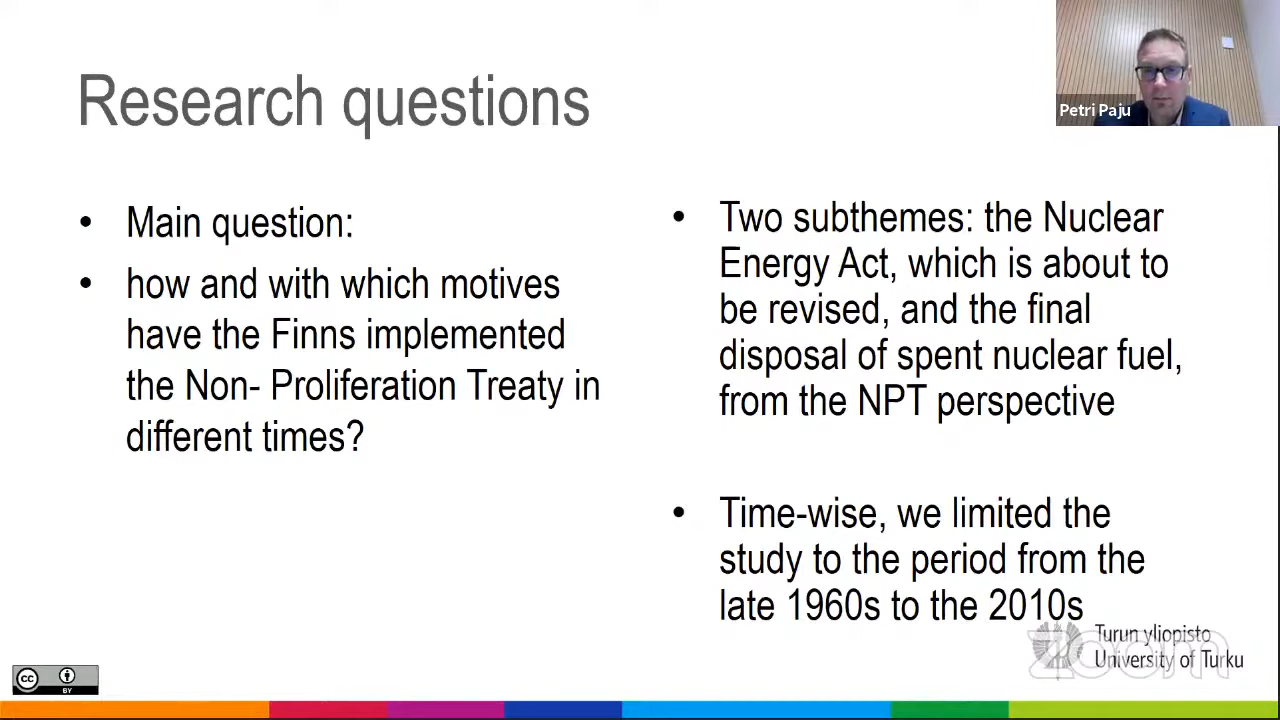 Research questions
Petri Paju
• Main question:
• how and with which motives
have the Finns implemented
the Non- Proliferation Treaty in
different times?
• Two subthemes: the Nuclear
Energy Act, which is about to
be revised, and the final
disposal of spent nuclear fuel,
from the NPT perspective
• Time-wise, we limited the
study to the period from the
late 1960s to the 2010s
Turun yliopisto
University of Turku
zoom
cc
BY